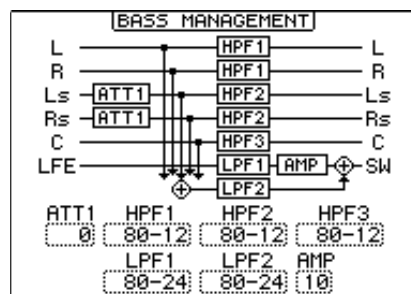 BASS MANAGEMENT
L HPF1 L
R HPF1 R
Ls ATT1 HPF2 Ls
Rs ATT1 HPF2 Rs
C HPF3 C
LFE LPF1 AMP SW
LPF2
ATT1 HPF1 HPF2 HPF3
0 80-12 80-12 80-12
LPF1 LPF2 AMP
80-24 80-24 10